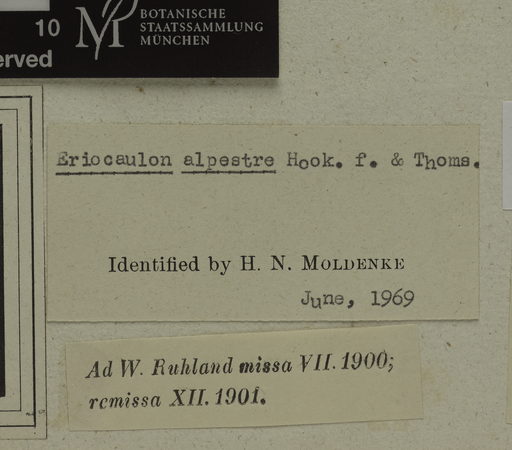 10
erved
BOTANISCHE
STAATSSAMMLUNG
MÜNCHEN
Eriocaulon alpestre Hook. f. & Thoms.
Identified by H. N. MOLDENKE
June, 1969
Ad W. Ruhland missa VII. 1900;
remissa XII. 1901.